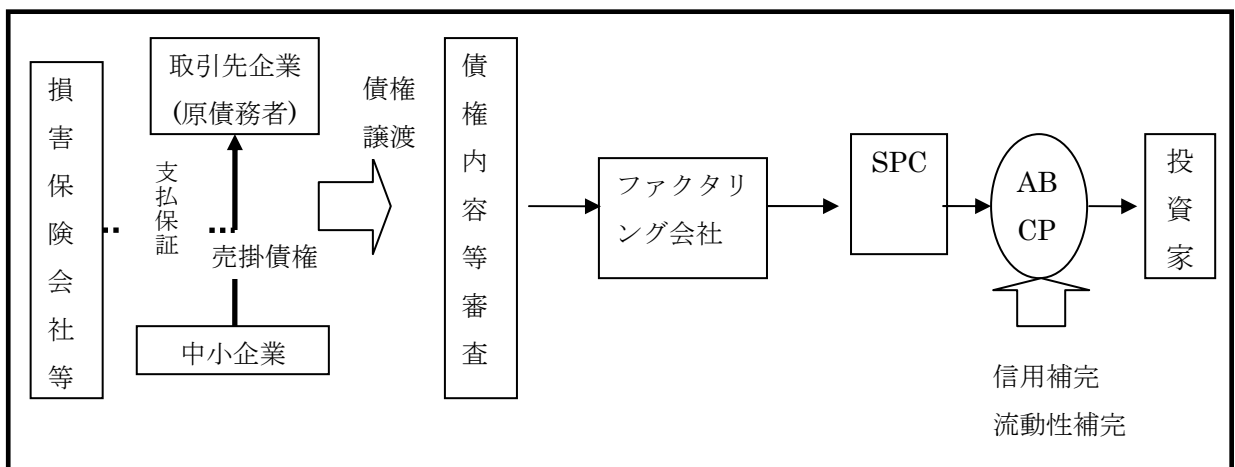 損害保険会社等
取引先企業
(原債務者)
支払保証
売掛債権
中小企業
債権
譲渡
債権内容等審査
ファクタリ
ング会社
SPC
AB
CP
信用補完
流動性補完
投資家